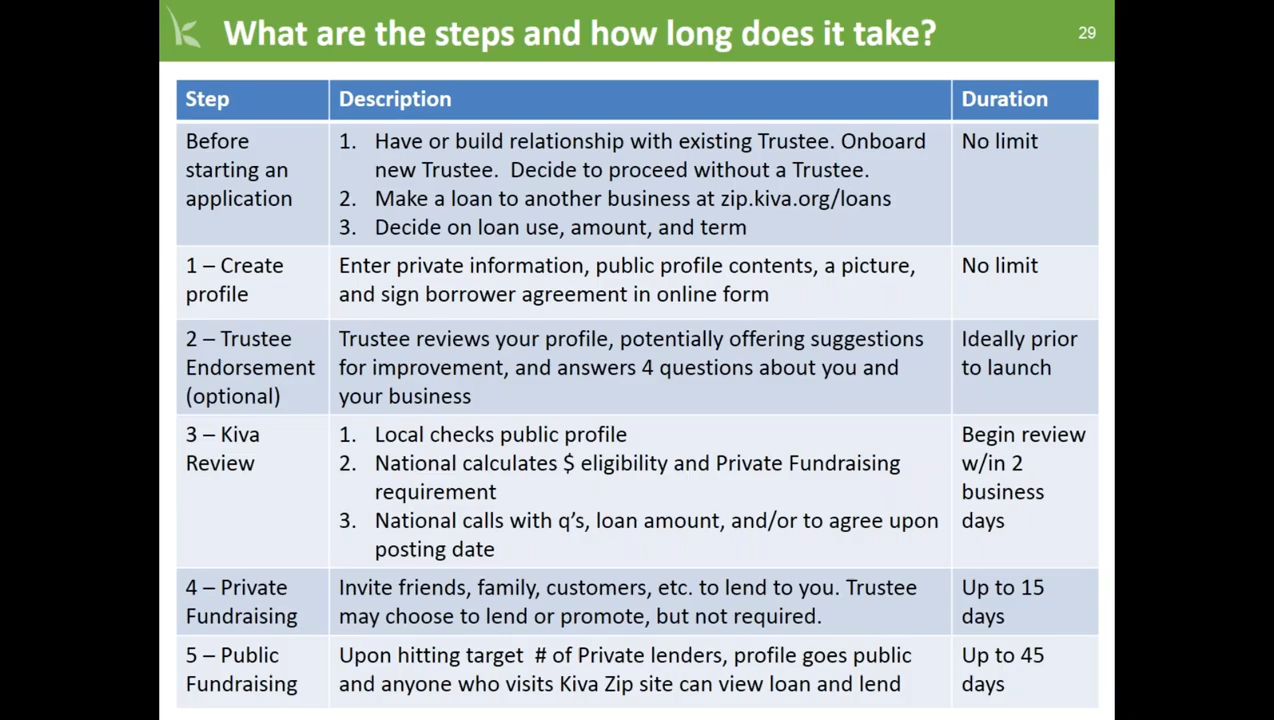 What are the steps and how long does it take?
29
Step
Description
Duration
Before
starting an
application
1. Have or build relationship with existing Trustee. Onboard
new Trustee.  Decide to proceed without a Trustee.
2. Make a loan to another business at zip.kiva.org/loans
3. Decide on loan use, amount, and term
No limit
1 – Create
profile
Enter private information, public profile contents, a picture,
and sign borrower agreement in online form
No limit
2 – Trustee
Endorsement
(optional)
Trustee reviews your profile, potentially offering suggestions
for improvement, and answers 4 questions about you and
your business
Ideally prior
to launch
3 – Kiva
Review
1. Local checks public profile
2. National calculates $ eligibility and Private Fundraising
requirement
3. National calls with q’s, loan amount, and/or to agree upon
posting date
Begin review
w/in 2
business
days
4 – Private
Fundraising
Invite friends, family, customers, etc. to lend to you. Trustee
may choose to lend or promote, but not required.
Up to 15
days
5 – Public
Fundraising
Upon hitting target  # of Private lenders, profile goes public
and anyone who visits Kiva Zip site can view loan and lend
Up to 45
days